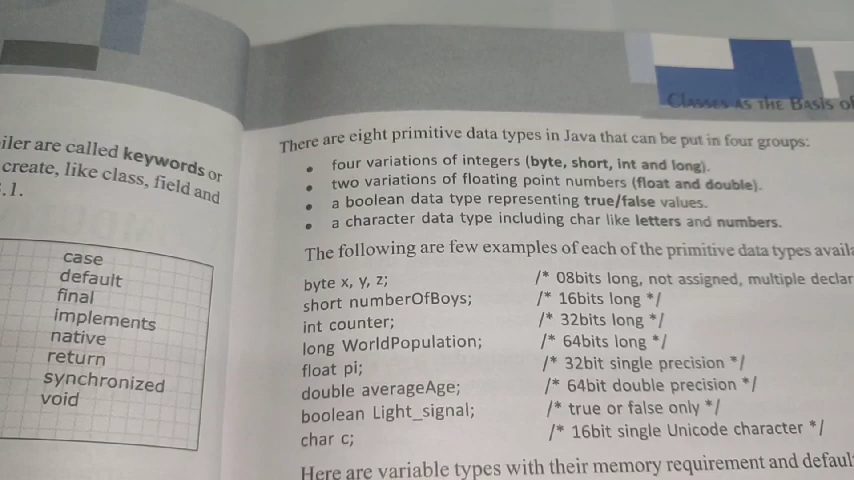 iler are called keywords or
create, like class, field and
.1.
case
default
final
implements
native
return
synchronized
void
Classes as the Basis of
There are eight primitive data types in Java that can be put in four groups:
• four variations of integers (byte, short, int and long).
• two variations of floating point numbers (float and double).
• a boolean data type representing true/false values.
• a character data type including char like letters and numbers.
The following are few examples of each of the primitive data types availa
byte x, y, z; /* 08bits long, not assigned, multiple declar
short numberOfBoys; /* 16bits long */
int counter; /* 32bits long */
long WorldPopulation; /* 64bits long */
float pi; /* 32bit single precision */
double averageAge; /* 64bit double precision */
boolean Light_signal; /* true or false only */
char c; /* 16bit single Unicode character */
Here are variable types with their memory requirement and defaul